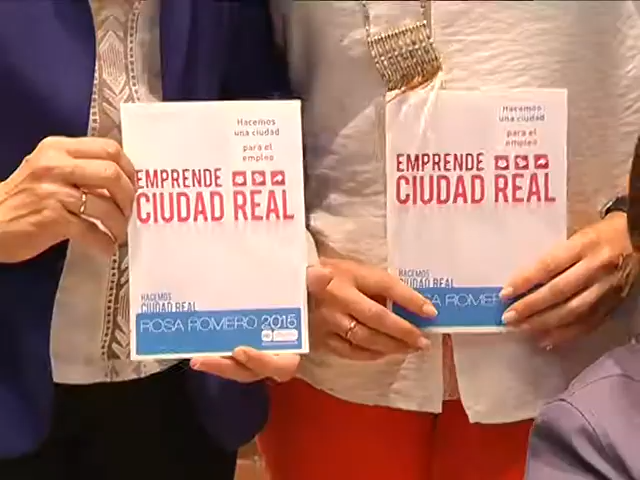 Hacemos
una ciudad
para el
empleo
EMPRENDE
CIUDAD REAL
HACEMOS
CIUDAD REAL
ROSA ROMERO 2015
Hacemos
una ciudad
para el
empleo
EMPRENDE
CIUDAD REAL
HACEMOS
CIUDAD REAL
ROSA ROMERO